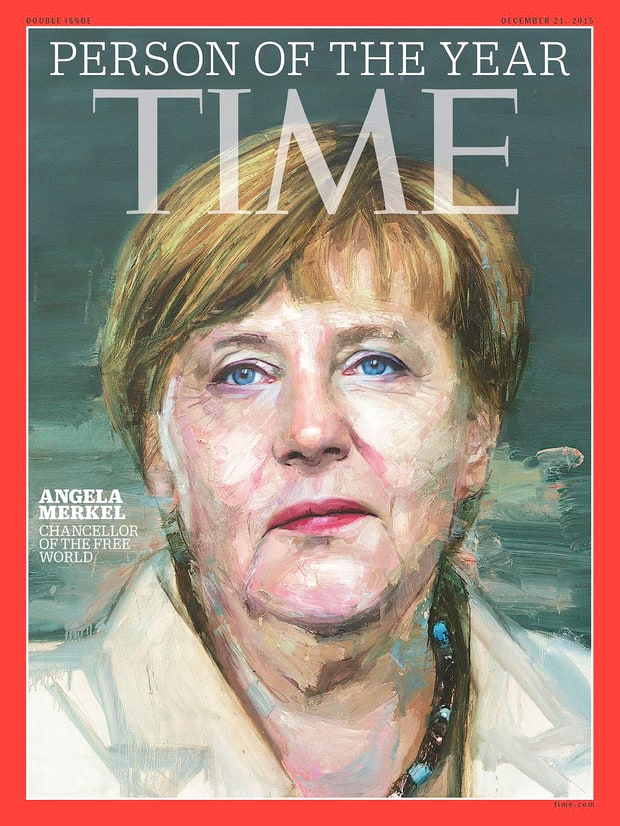 DOUBLE ISSUE
DECEMBER 21, 2015
PERSON OF THE YEAR
TIME
ANGELA
MERKEL
CHANCELLOR
OF THE FREE
WORLD
time.com